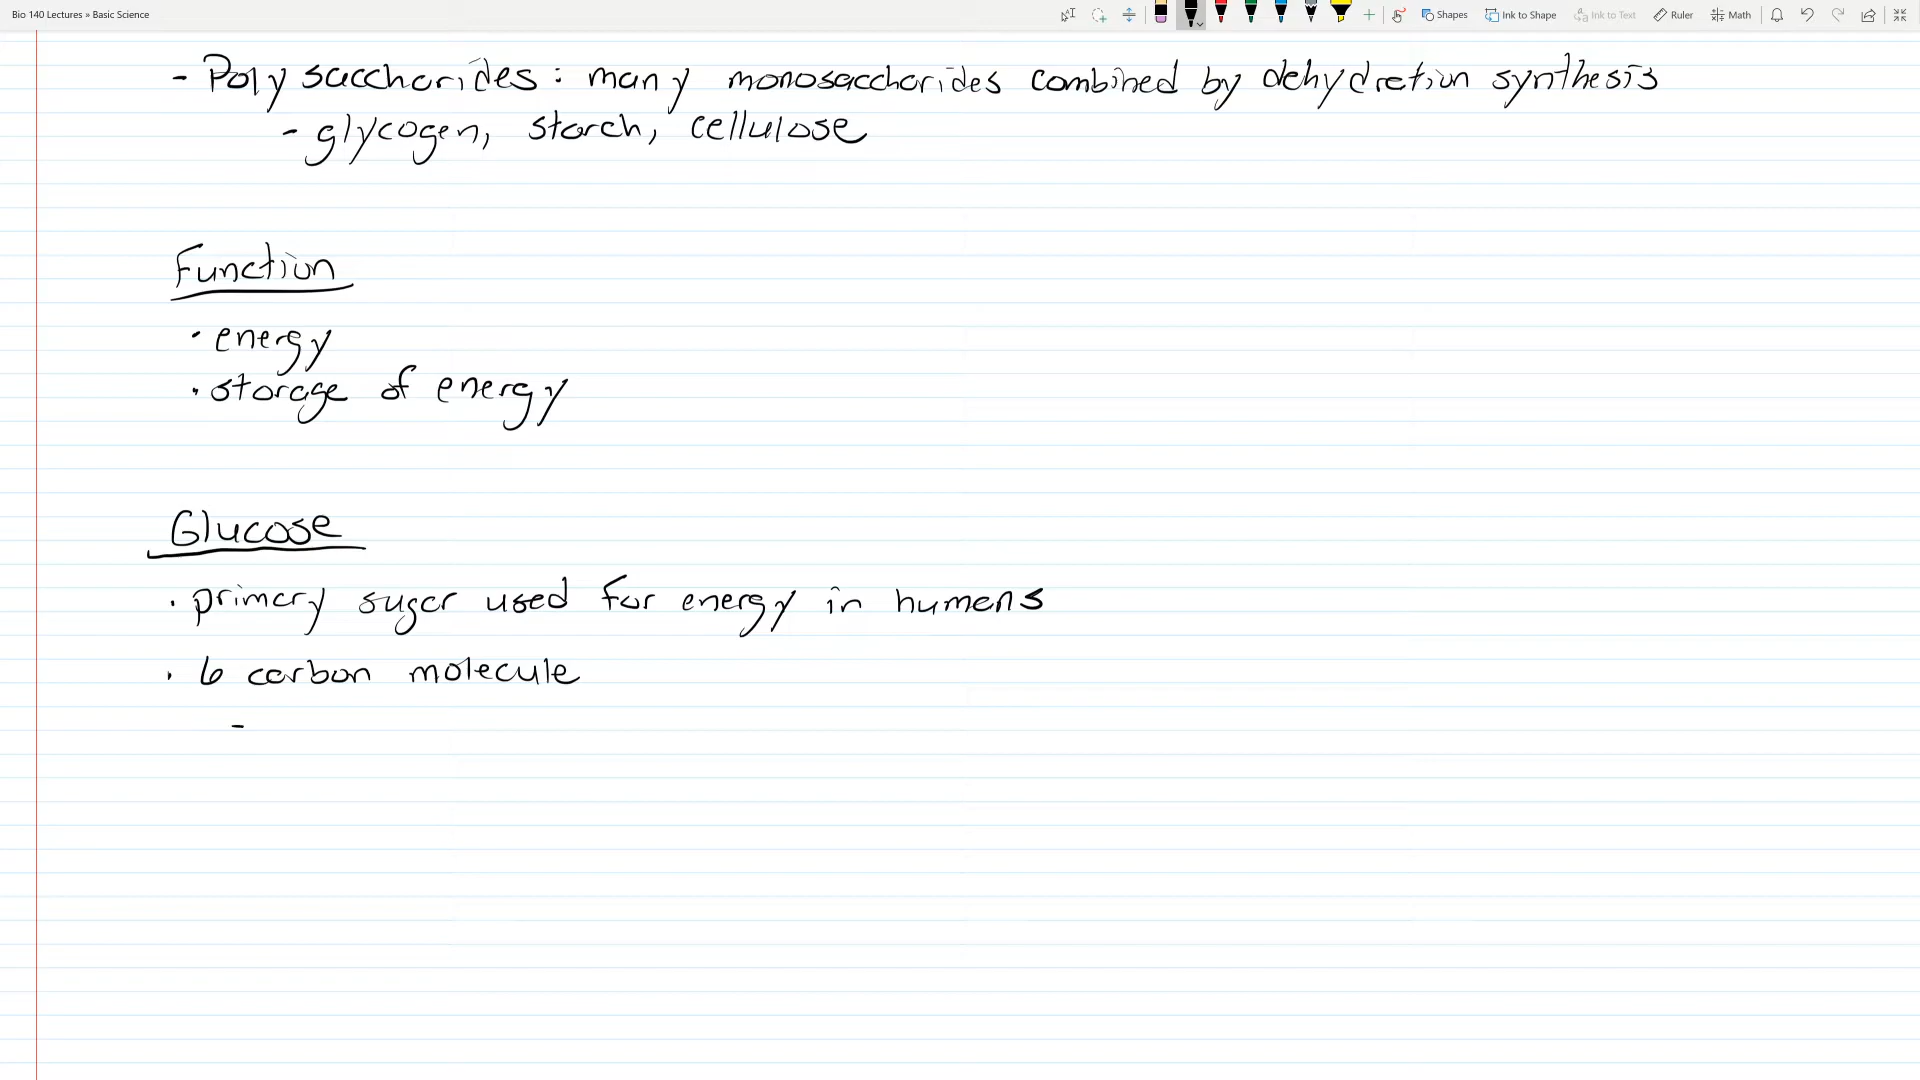 Bio 140 Lectures » Basic Science
Shapes Ink to Shape Ink to Text Ruler Math
- Polysaccharides: many monosaccharides combined by dehydration synthesis
- glycogen, starch, cellulose
Function
· energy
· storage of energy
Glucose
· primary sugar used for energy in humans
· 6 carbon molecule
-